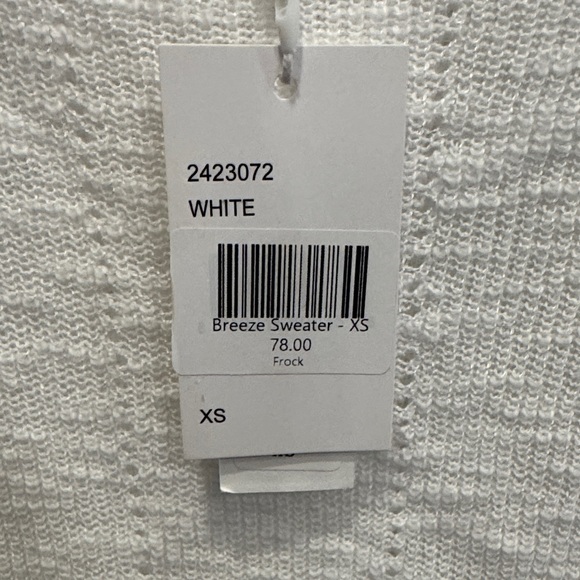 2423072
WHITE
Breeze Sweater - XS
78.00
Frock
XS